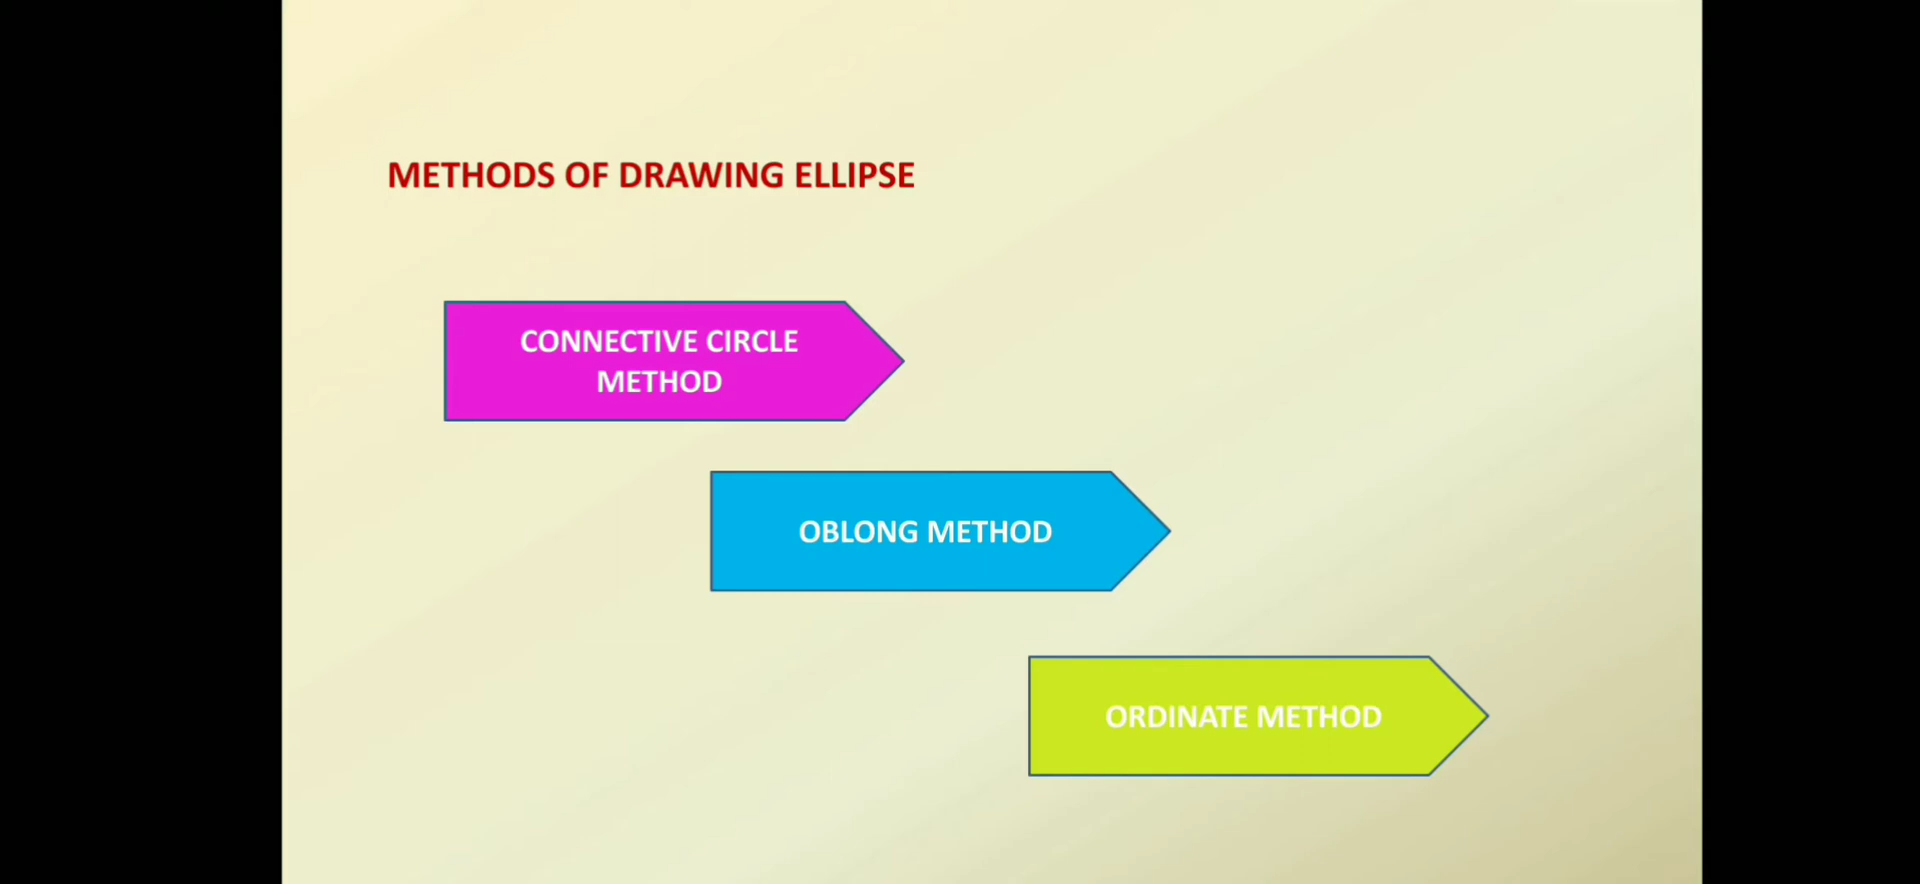 METHODS OF DRAWING ELLIPSE
CONNECTIVE CIRCLE
METHOD
OBLONG METHOD
ORDINATE METHOD